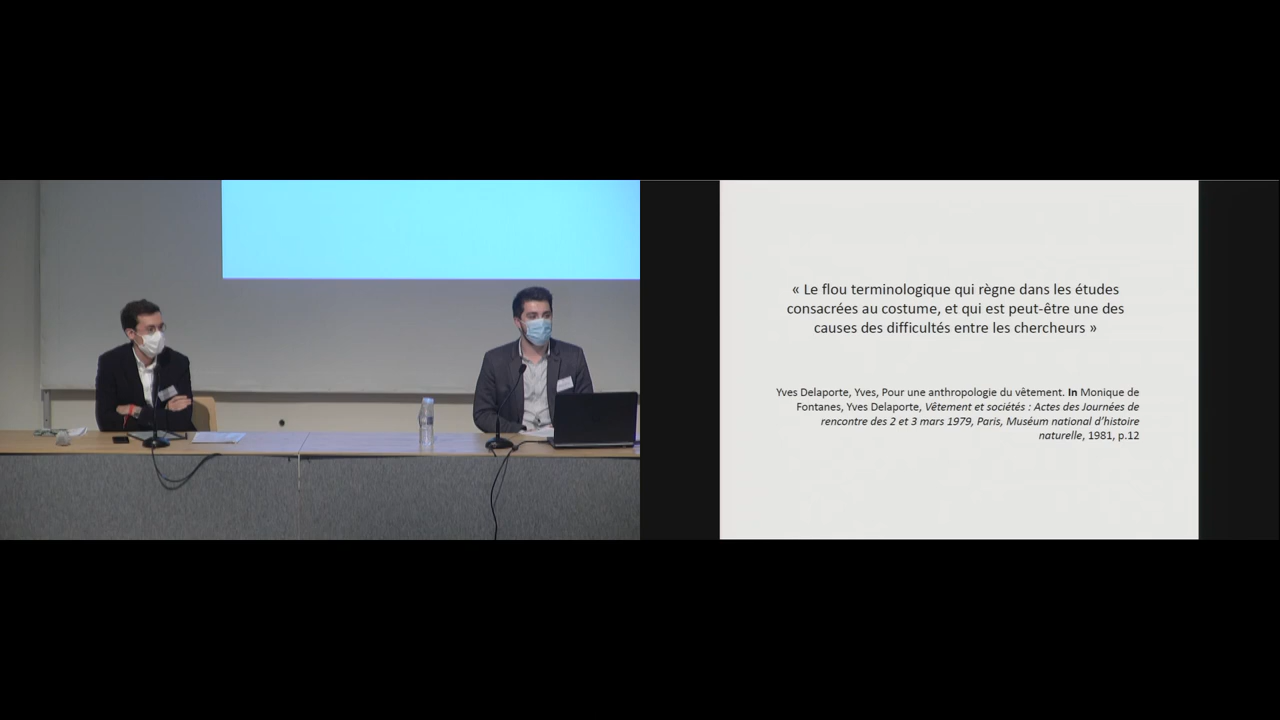 « Le flou terminologique qui règne dans les études
consacrées au costume, et qui est peut-être une des
causes des difficultés entre les chercheurs »
Yves Delaporte, Yves, Pour une anthropologie du vêtement. In Monique de
Fontanes, Yves Delaporte, Vêtement et sociétés : Actes des Journées de
rencontre des 2 et 3 mars 1979, Paris, Muséum national d’histoire
naturelle, 1981, p.12